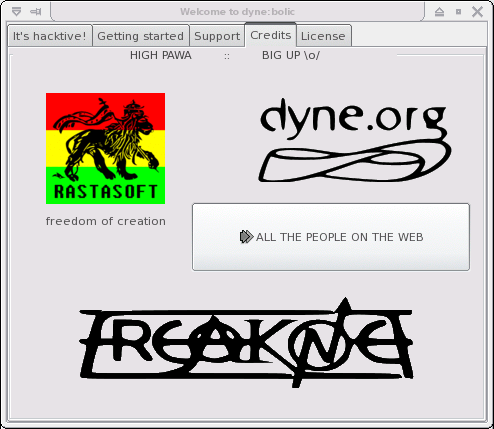 Welcome to dyne:bolic
It's hacktive! Getting started Support Credits License
HIGH PAWA :: BIG UP \o/
dyne.org
RASTASOFT
freedom of creation
ALL THE PEOPLE ON THE WEB
FREAKNET